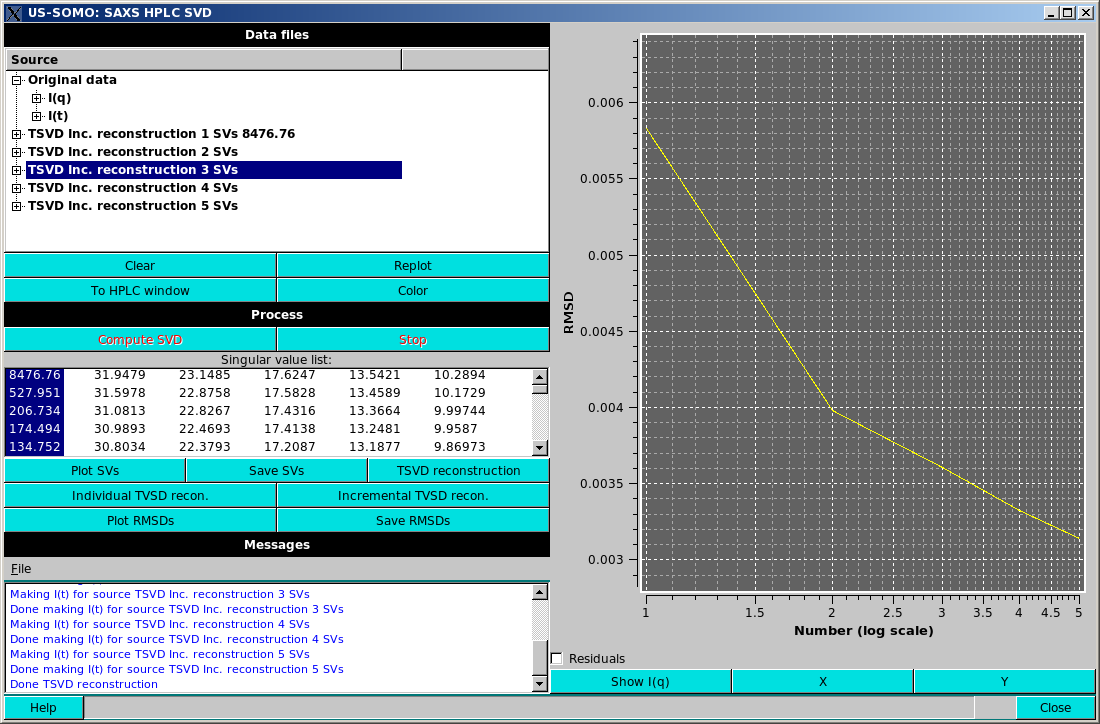 US-SOMO: SAXS HPLC SVD
Data files
Source
Original data
I(q)
I(t)
TSVD Inc. reconstruction 1 SVs 8476.76
TSVD Inc. reconstruction 2 SVs
TSVD Inc. reconstruction 3 SVs
TSVD Inc. reconstruction 4 SVs
TSVD Inc. reconstruction 5 SVs
Clear Replot
To HPLC window Color
Process
Compute SVD Stop
Singular value list:
8476.76 31.9479 23.1485 17.6247 13.5421 10.2894
527.951 31.5978 22.8758 17.5828 13.4589 10.1729
206.734 31.0813 22.8267 17.4316 13.3664 9.99744
174.494 30.9893 22.4693 17.4138 13.2481 9.9587
134.752 30.8034 22.3793 17.2087 13.1877 9.86973
Plot SVs Save SVs TSVD reconstruction
Individual TVSD recon. Incremental TVSD recon.
Plot RMSDs Save RMSDs
Messages
File
Making I(t) for source TSVD Inc. reconstruction 3 SVs
Done making I(t) for source TSVD Inc. reconstruction 3 SVs
Making I(t) for source TSVD Inc. reconstruction 4 SVs
Done making I(t) for source TSVD Inc. reconstruction 4 SVs
Making I(t) for source TSVD Inc. reconstruction 5 SVs
Done making I(t) for source TSVD Inc. reconstruction 5 SVs
Done TSVD reconstruction
Help
0.006
0.0055
0.005
0.0045
0.004
0.0035
0.003
RMSD
1 1.5 2 2.5 3 3.5 4 4.5 5
Number (log scale)
Residuals
Show I(q) X Y
Close